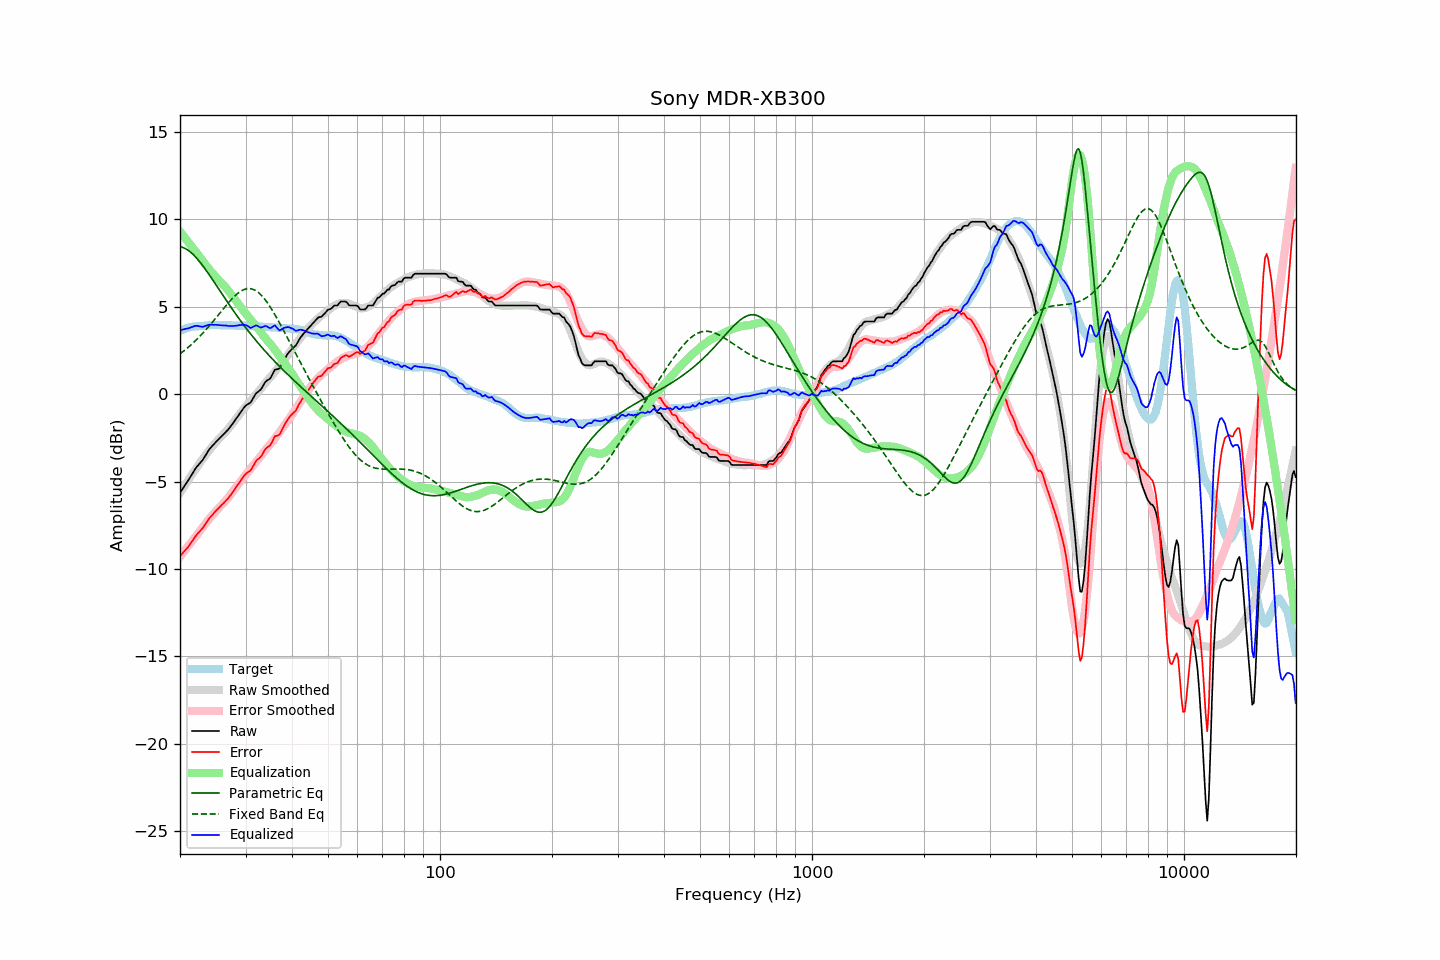 Sony MDR-XB300
15
10
5
0
−5
−10
−15
−20
−25
Amplitude (dBr)
Target
Raw Smoothed
Error Smoothed
Raw
Error
Equalization
Parametric Eq
Fixed Band Eq
Equalized
100
1000
10000
Frequency (Hz)